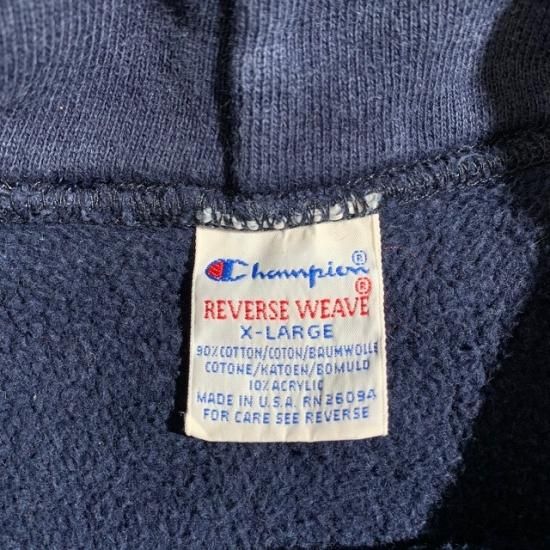 Champion®
REVERSE WEAVE®
X-LARGE
90% COTTON/COTON/BAUMWOLLE
COTONE/KATOEN/BOMULD
10% ACRYLIC
MADE IN U.S.A. RN26094
FOR CARE SEE REVERSE